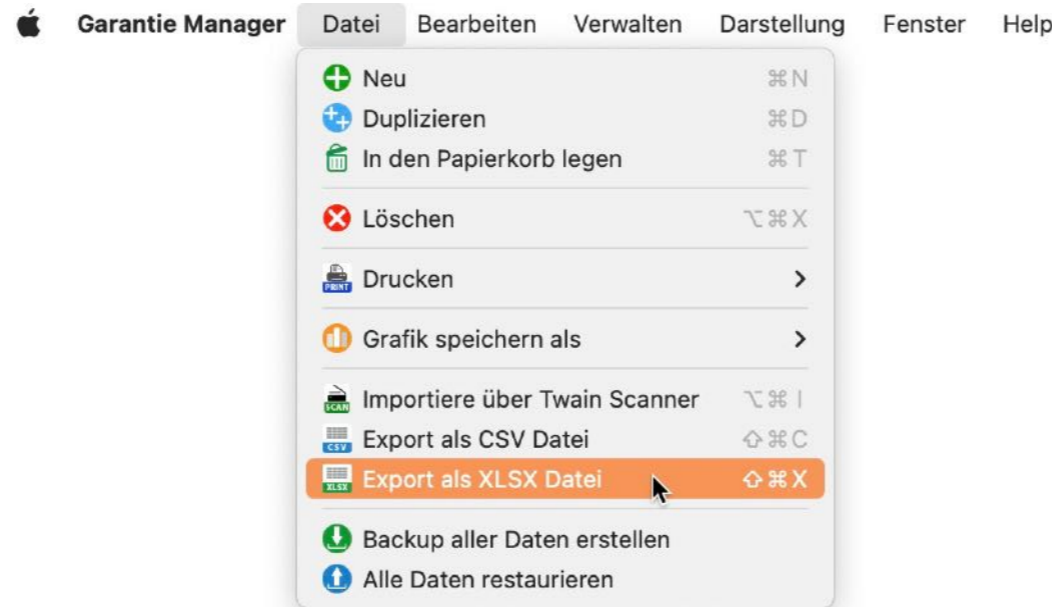 Garantie Manager Datei Bearbeiten Verwalten Darstellung Fenster Help
Neu ⌘N
Duplizieren ⌘D
In den Papierkorb legen ⌘T
Löschen ⌥⌘X
PRINT Drucken >
Grafik speichern als >
SCAN Importiere über Twain Scanner ⌥⌘I
CSV Export als CSV Datei ⇧⌘C
XLSX Export als XLSX Datei ⇧⌘X
Backup aller Daten erstellen
Alle Daten restaurieren